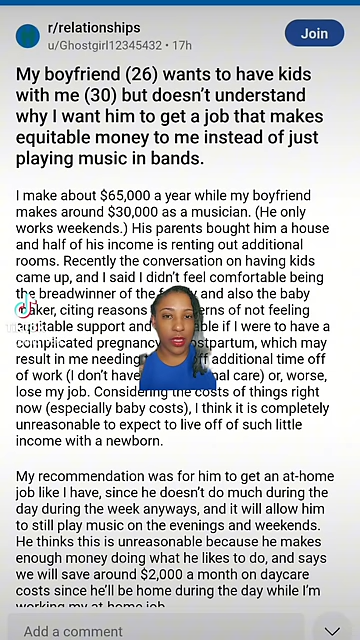 r/relationships
u/Ghostgirl12345432 • 17h
Join
My boyfriend (26) wants to have kids
with me (30) but doesn't understand
why I want him to get a job that makes
equitable money to me instead of just
playing music in bands.
I make about $65,000 a year while my boyfriend
makes around $30,000 as a musician. (He only
works weekends.) His parents bought him a house
and half of his income is renting out additional
rooms. Recently the conversation on having kids
came up, and I said I didn't feel comfortable being
the breadwinner of the and also the baby
citing reasons of not feeling
equitable support and if I were to have a
pregnancy which may
result in me needing additional time off
of work (I don't have care) or, worse,
lose my job. Considering the costs of things right
now (especially baby costs), I think it is completely
unreasonable to expect to live off of such little
income with a newborn.
My recommendation was for him to get an at-home
job like I have, since he doesn't do much during the
day during the week anyways, and it will allow him
to still play music on the evenings and weekends.
He thinks this is unreasonable because he makes
enough money doing what he likes to do, and says
we will save around $2,000 a month on daycare
costs since he'll be home during the day while I'm
working my at-home job
Add a comment